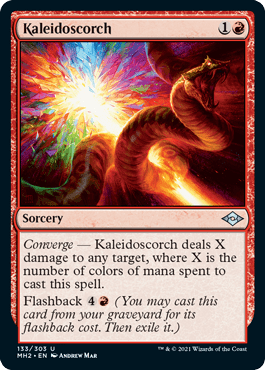 Kaleidoscorch 1
Sorcery
Converge — Kaleidoscorch deals X
damage to any target, where X is the
number of colors of mana spent to
cast this spell.
Flashback 4 (You may cast this
card from your graveyard for its
flashback cost. Then exile it.)
133/303 U
MH2 • EN ANDREW MAR
™ & © 2021 Wizards of the Coast